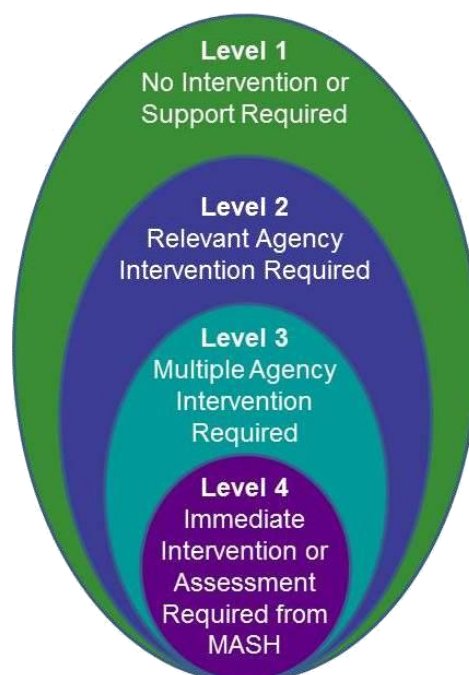 Level 1
No Intervention or
Support Required
Level 2
Relevant Agency
Intervention Required
Level 3
Multiple Agency
Intervention
Required
Level 4
Immediate
Intervention or
Assessment
Required from
MASH